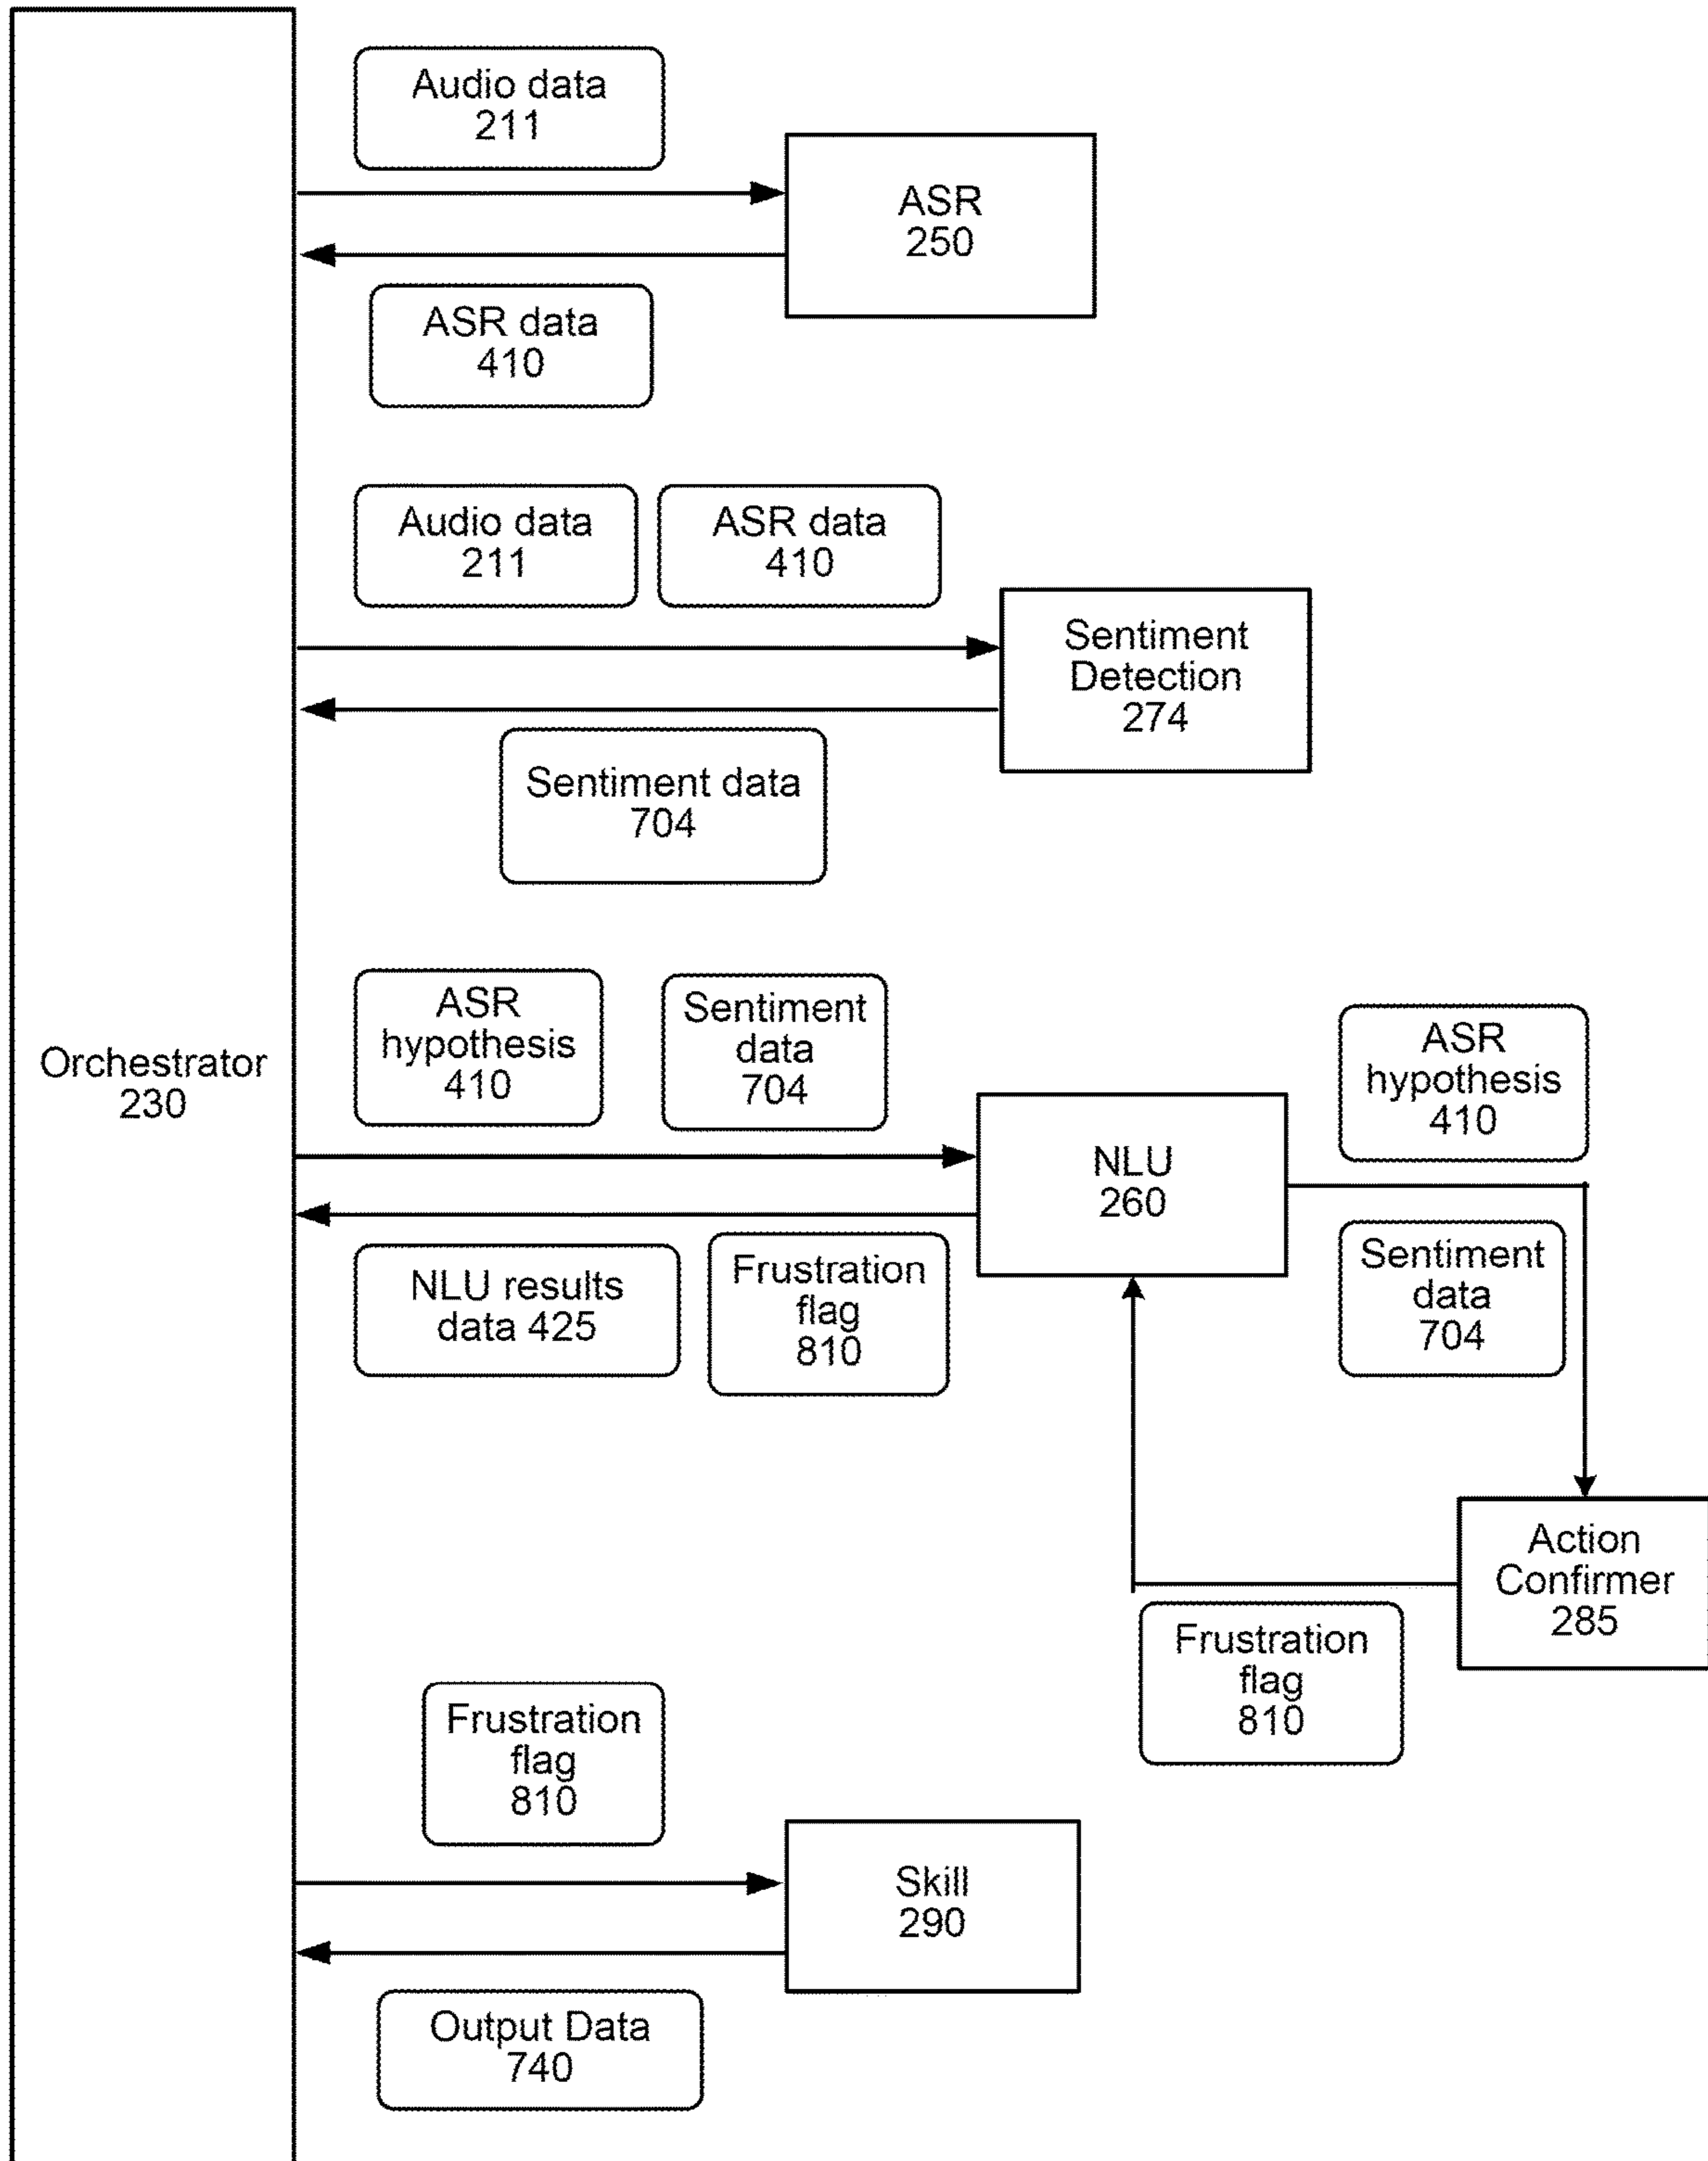 Audio data
211
ASR
250
ASR data
410
Audio data
211
ASR data
410
Sentiment
Detection
274
Sentiment data
704
Orchestrator
230
ASR
hypothesis
410
Sentiment
data
704
NLU
260
ASR
hypothesis
410
NLU results
data 425
Frustration
flag
810
Sentiment
data
704
Action
Confirmer
285
Frustration
flag
810
Frustration
flag
810
Skill
290
Output Data
740